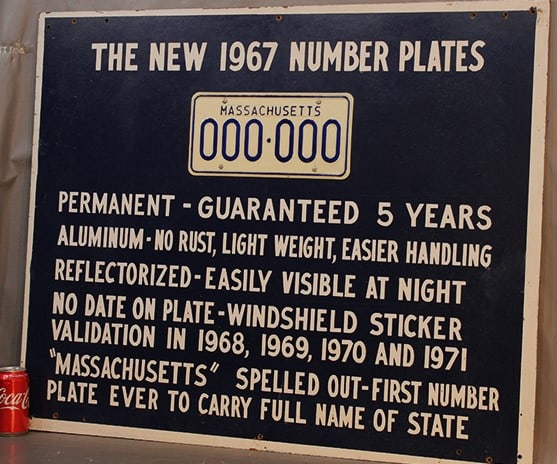 THE NEW 1967 NUMBER PLATES
MASSACHUSETTS
000·000
PERMANENT - GUARANTEED 5 YEARS
ALUMINUM - NO RUST, LIGHT WEIGHT, EASIER HANDLING
REFLECTORIZED - EASILY VISIBLE AT NIGHT
NO DATE ON PLATE - WINDSHIELD STICKER
VALIDATION IN 1968, 1969, 1970 AND 1971
"MASSACHUSETTS" SPELLED OUT - FIRST NUMBER
PLATE EVER TO CARRY FULL NAME OF STATE